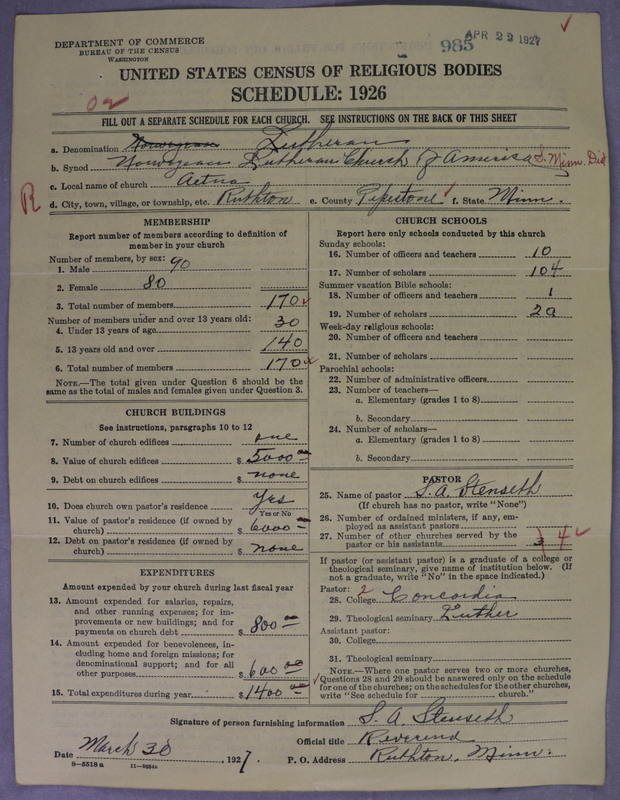 APR 22 1927
985
DEPARTMENT OF COMMERCE
BUREAU OF THE CENSUS
WASHINGTON
UNITED STATES CENSUS OF RELIGIOUS BODIES
SCHEDULE: 1926
FILL OUT A SEPARATE SCHEDULE FOR EACH CHURCH. SEE INSTRUCTIONS ON THE BACK OF THIS SHEET
a. Denomination Norwegian Lutheran
b. Synod Norwegian Lutheran Church of America S. Minn. Dist
c. Local name of church Aetna
d. City, town, village, or township, etc. Ruthton e. County Pipestone f. State Minn.
R
MEMBERSHIP
Report number of members according to definition of
member in your church
Number of members, by sex:
1. Male 90
2. Female 80
3. Total number of members 170
Number of members under and over 13 years old:
4. Under 13 years of age 30
5. 13 years old and over 140
6. Total number of members 170
NOTE.—The total given under Question 6 should be the
same as the total of males and females given under Question 3.
CHURCH BUILDINGS
See instructions, paragraphs 10 to 12
7. Number of church edifices one
8. Value of church edifices $ 5000 00
9. Debt on church edifices $ none
10. Does church own pastor's residence Yes
Yes or No
11. Value of pastor's residence (if owned by
church) $ 6000
12. Debt on pastor's residence (if owned by
church) $ none
EXPENDITURES
Amount expended by your church during last fiscal year
13. Amount expended for salaries, repairs,
and other running expenses; for im-
provements or new buildings; and for
payments on church debt $ 800 00
14. Amount expended for benevolences, in-
cluding home and foreign missions; for
denominational support; and for all
other purposes $ 600 00
15. Total expenditures during year $ 1400 00
CHURCH SCHOOLS
Report here only schools conducted by this church
Sunday schools:
16. Number of officers and teachers 10
17. Number of scholars 104
Summer vacation Bible schools:
18. Number of officers and teachers 1
19. Number of scholars 20
Week-day religious schools:
20. Number of officers and teachers
21. Number of scholars
Parochial schools:
22. Number of administrative officers
23. Number of teachers—
a. Elementary (grades 1 to 8)
b. Secondary
24. Number of scholars—
a. Elementary (grades 1 to 8)
b. Secondary
PASTOR
25. Name of pastor S. A. Stenseth
(If church has no pastor, write "None")
26. Number of ordained ministers, if any, em-
ployed as assistant pastors
27. Number of other churches served by the
pastor or his assistants 3 4
If pastor (or assistant pastor) is a graduate of a college or
theological seminary, give name of institution below. (If
not a graduate, write "No" in the space indicated.)
Pastor: 2
28. College Concordia
29. Theological seminary Luther
Assistant pastor:
30. College
31. Theological seminary
NOTE.—Where one pastor serves two or more churches,
Questions 28 and 29 should be answered only on the schedule
for one of the churches; on the schedules for the other churches,
write "See schedule for church."
Signature of person furnishing information S. A. Stenseth
Official title Reverend
Date March 30, 1927. P. O. Address Ruthton, Minn.
8-5518 a